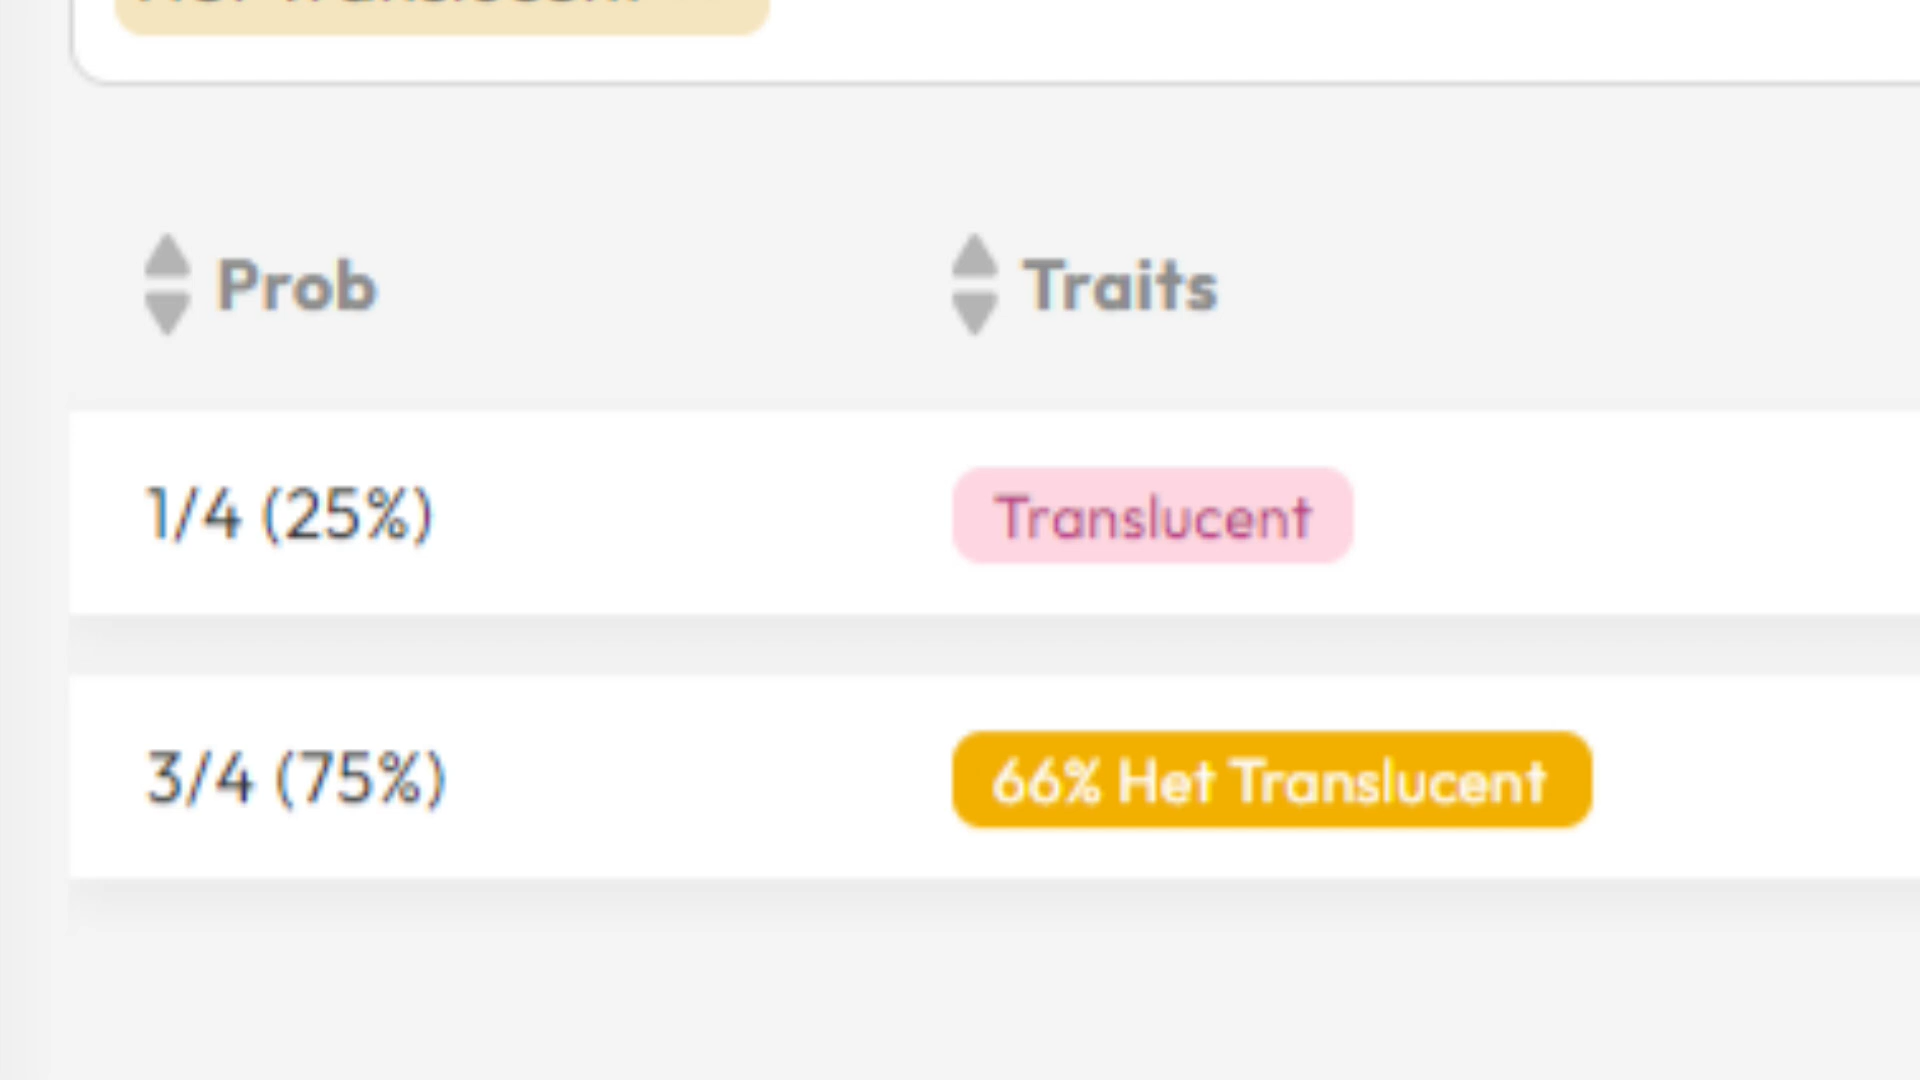 Prob Traits
1/4 (25%) Translucent
3/4 (75%) 66% Het Translucent